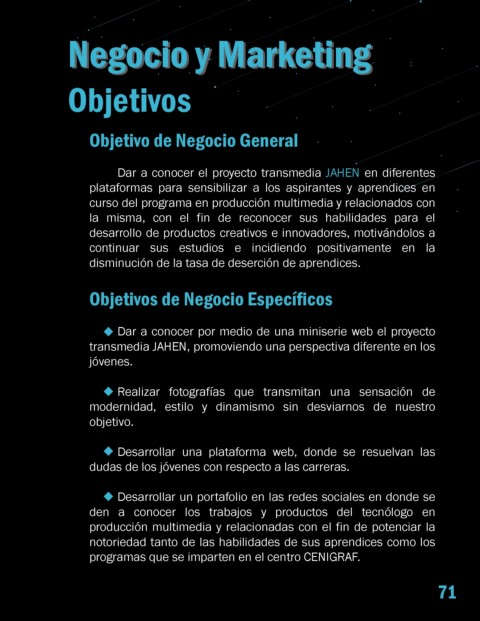 Negocio y Marketing
Objetivos
Objetivo de Negocio General
Dar a conocer el proyecto transmedia JAHEN en diferentes
plataformas para sensibilizar a los aspirantes y aprendices en
curso del programa en producción multimedia y relacionados con
la misma, con el fin de reconocer sus habilidades para el
desarrollo de productos creativos e innovadores, motivándolos a
continuar sus estudios e incidiendo positivamente en la
disminución de la tasa de deserción de aprendices.
Objetivos de Negocio Específicos
◆ Dar a conocer por medio de una miniserie web el proyecto
transmedia JAHEN, promoviendo una perspectiva diferente en los
jóvenes.
◆ Realizar fotografías que transmitan una sensación de
modernidad, estilo y dinamismo sin desviarnos de nuestro
objetivo.
◆ Desarrollar una plataforma web, donde se resuelvan las
dudas de los jóvenes con respecto a las carreras.
◆ Desarrollar un portafolio en las redes sociales en donde se
den a conocer los trabajos y productos del tecnólogo en
producción multimedia y relacionadas con el fin de potenciar la
notoriedad tanto de las habilidades de sus aprendices como los
programas que se imparten en el centro CENIGRAF.
71